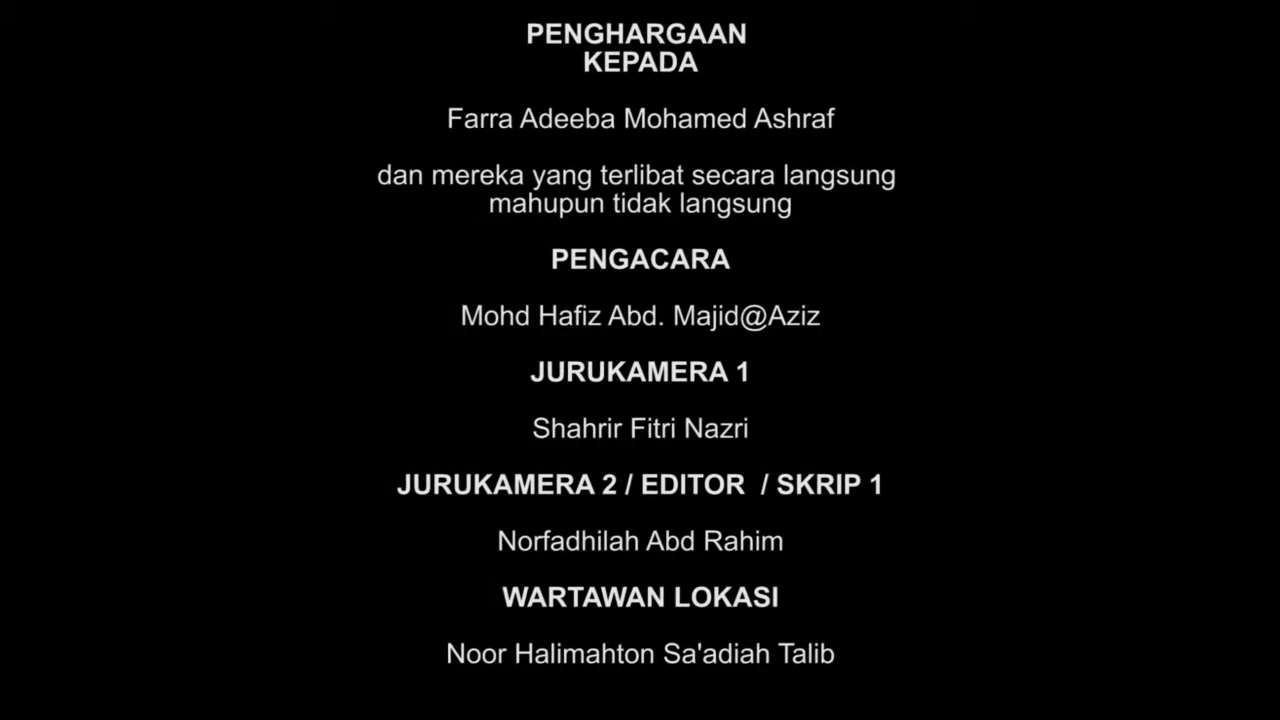 PENGHARGAAN
KEPADA
Farra Adeeba Mohamed Ashraf
dan mereka yang terlibat secara langsung
mahupun tidak langsung
PENGACARA
Mohd Hafiz Abd. Majid@Aziz
JURUKAMERA 1
Shahrir Fitri Nazri
JURUKAMERA 2 / EDITOR / SKRIP 1
Norfadhilah Abd Rahim
WARTAWAN LOKASI
Noor Halimahton Sa'adiah Talib